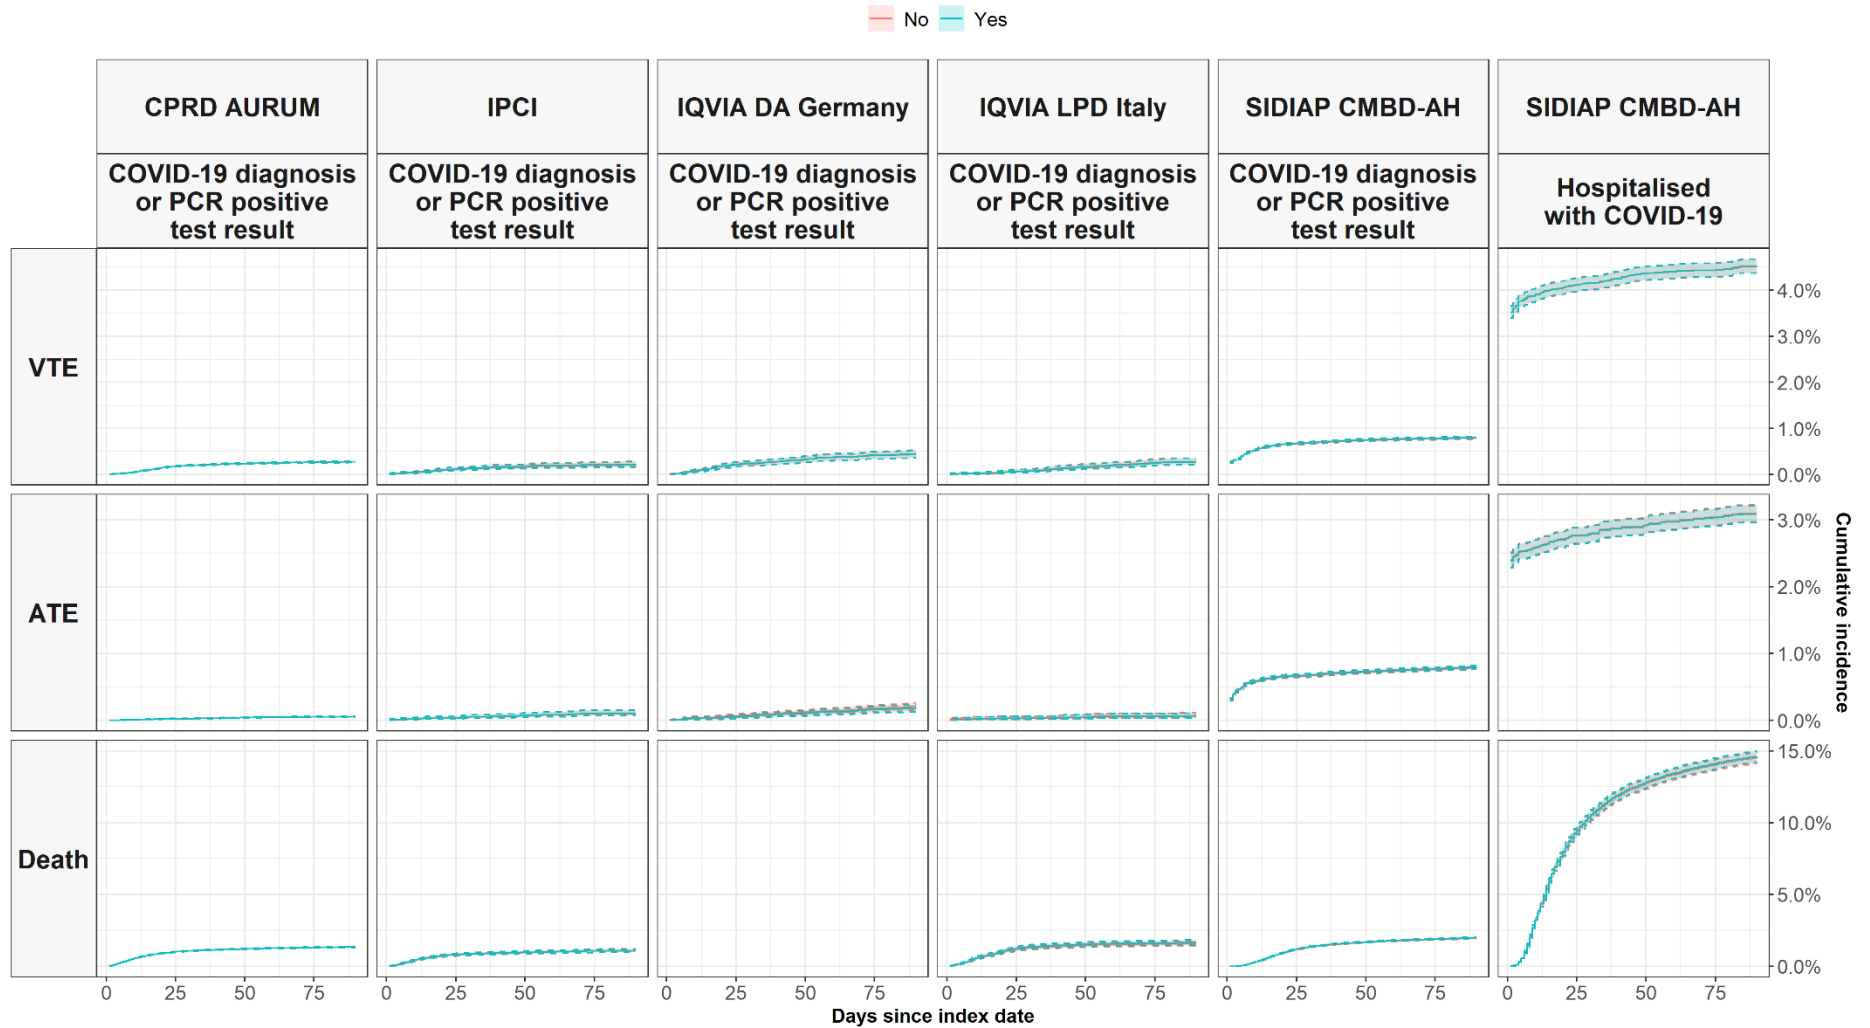 No Yes
CPRD AURUM IPCI IQVIA DA Germany IQVIA LPD Italy SIDIAP CMBD-AH SIDIAP CMBD-AH
COVID-19 diagnosis
or PCR positive
test result
COVID-19 diagnosis
or PCR positive
test result
COVID-19 diagnosis
or PCR positive
test result
COVID-19 diagnosis
or PCR positive
test result
COVID-19 diagnosis
or PCR positive
test result
Hospitalised
with COVID-19
VTE
4.0%
3.0%
2.0%
1.0%
0.0%
ATE
3.0%
2.0%
1.0%
0.0%
Death
15.0%
10.0%
5.0%
0.0%
Cumulative incidence
0 25 50 75 0 25 50 75 0 25 50 75 0 25 50 75 0 25 50 75 0 25 50 75
Days since index date